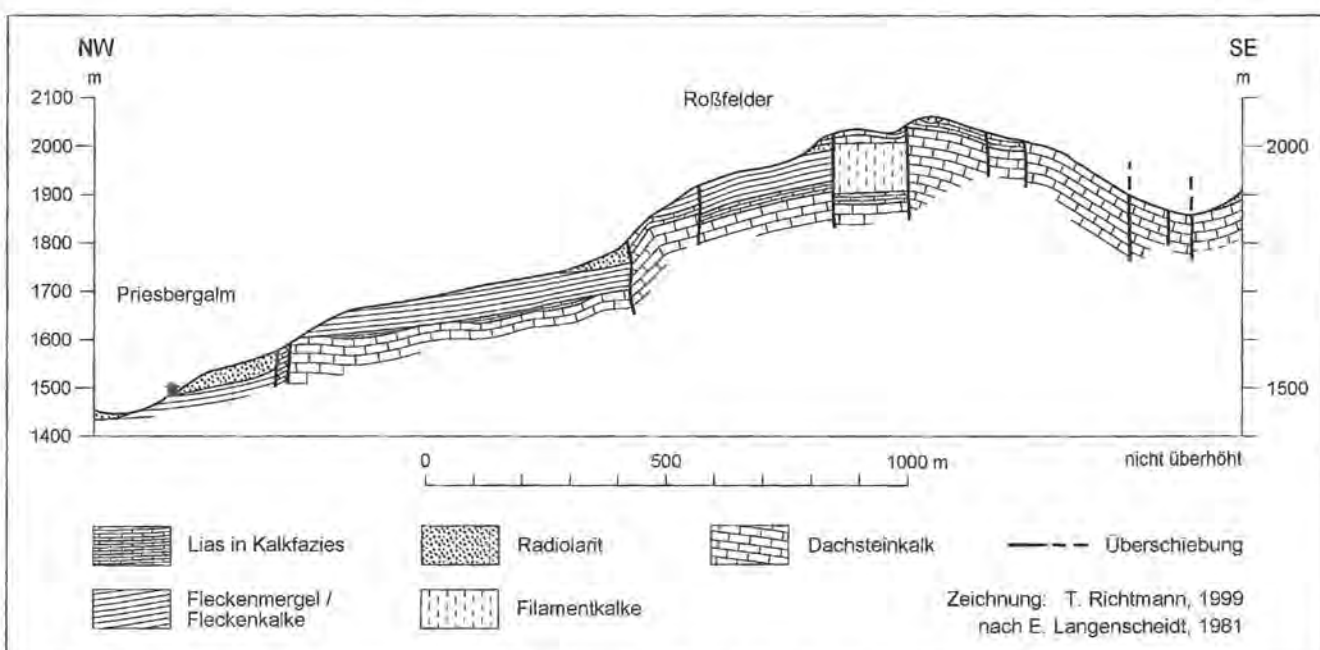 NW
SE
m
m
Roßfelder
2100
2000
2000
1900
1800
1700
Priesbergalm
1600
1500
1500
1400
0
500
1000 m
nicht überhöht
Lias in Kalkfazies
Radiolarit
Dachsteinkalk
Überschiebung
Fleckenmergel /
Fleckenkalke
Filamentkalke
Zeichnung: T. Richtmann, 1999
nach E. Langenscheidt, 1981